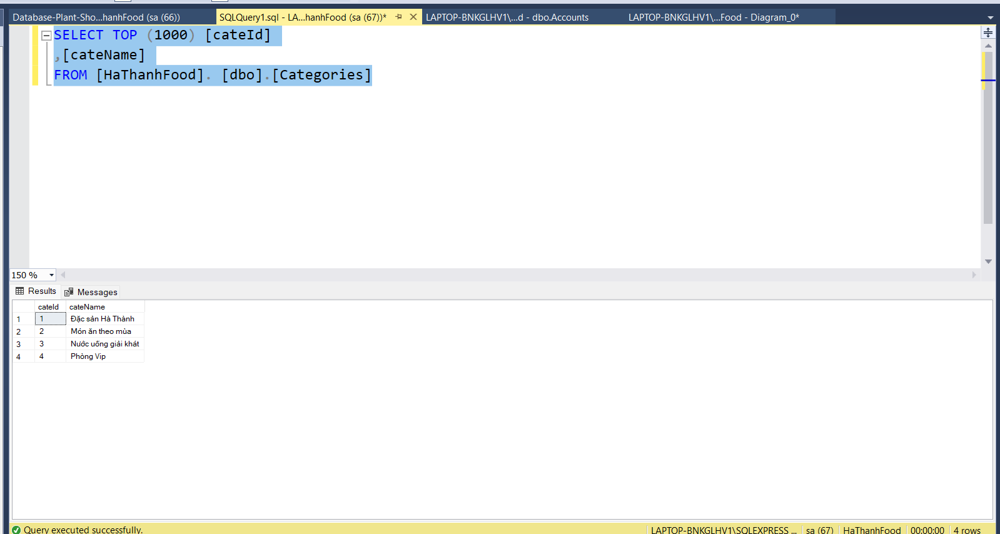 Database-Plant-Sho...hanhFood (sa (66))
SQLQuery1.sql - LA...hanhFood (sa (67))*
LAPTOP-BNKGLHV1\...d - dbo.Accounts
LAPTOP-BNKGLHV1\...Food - Diagram_0*
SELECT TOP (1000) [cateId]
,[cateName]
FROM [HaThanhFood]. [dbo].[Categories]
150 %
Results
Messages
cateId cateName
1 1 Đặc sản Hà Thành
2 2 Món ăn theo mùa
3 3 Nước uống giải khát
4 4 Phòng Vip
Query executed successfully.
LAPTOP-BNKGLHV1\SQLEXPRESS ...
sa (67)
HaThanhFood
00:00:00
4 rows